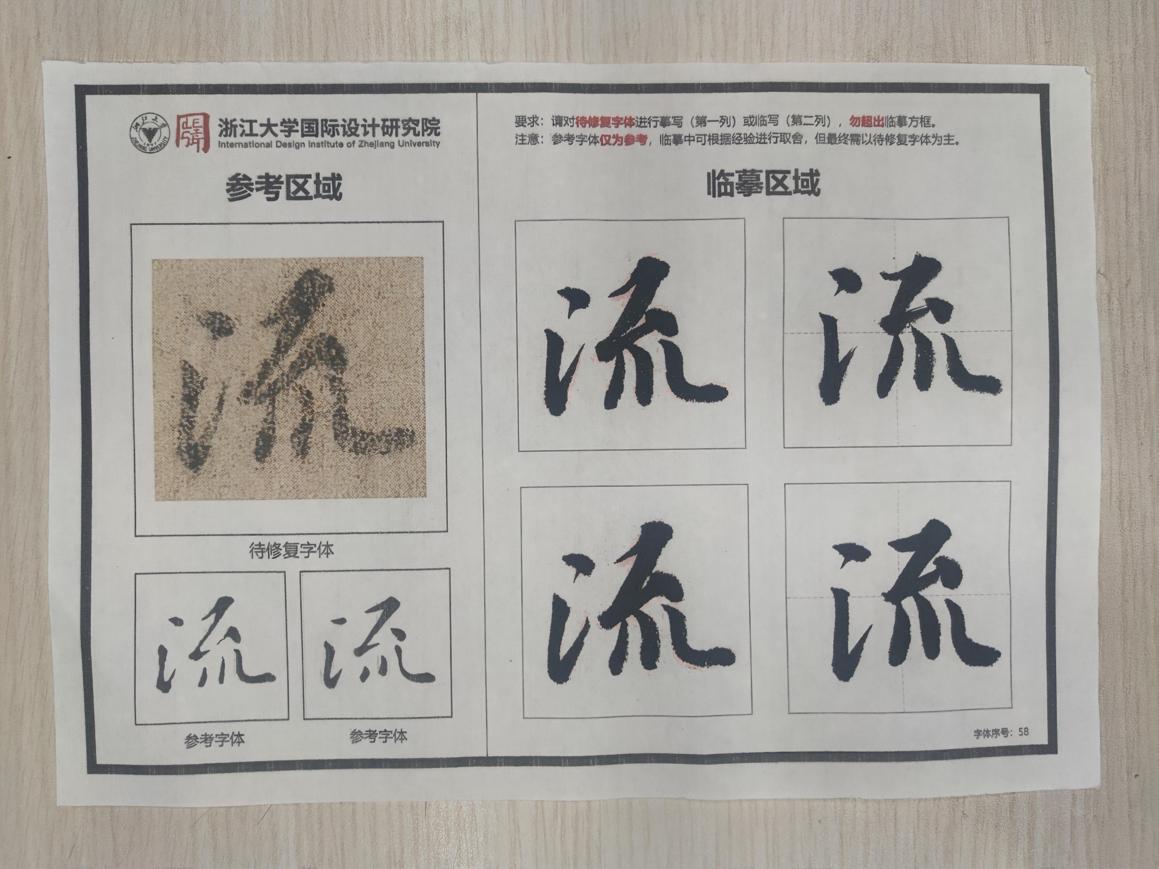 浙江大学国际设计研究院
International Design Institute of Zhejiang University
参考区域
流
待修复字体
流
流
参考字体
参考字体
要求：请对待修复字体进行摹写（第一列）或临写（第二列），勿超出临摹方框。
注意：参考字体仅为参考，临摹中可根据经验进行取舍，但最终需以待修复字体为主。
临摹区域
流
流
流
流
字体序号：58